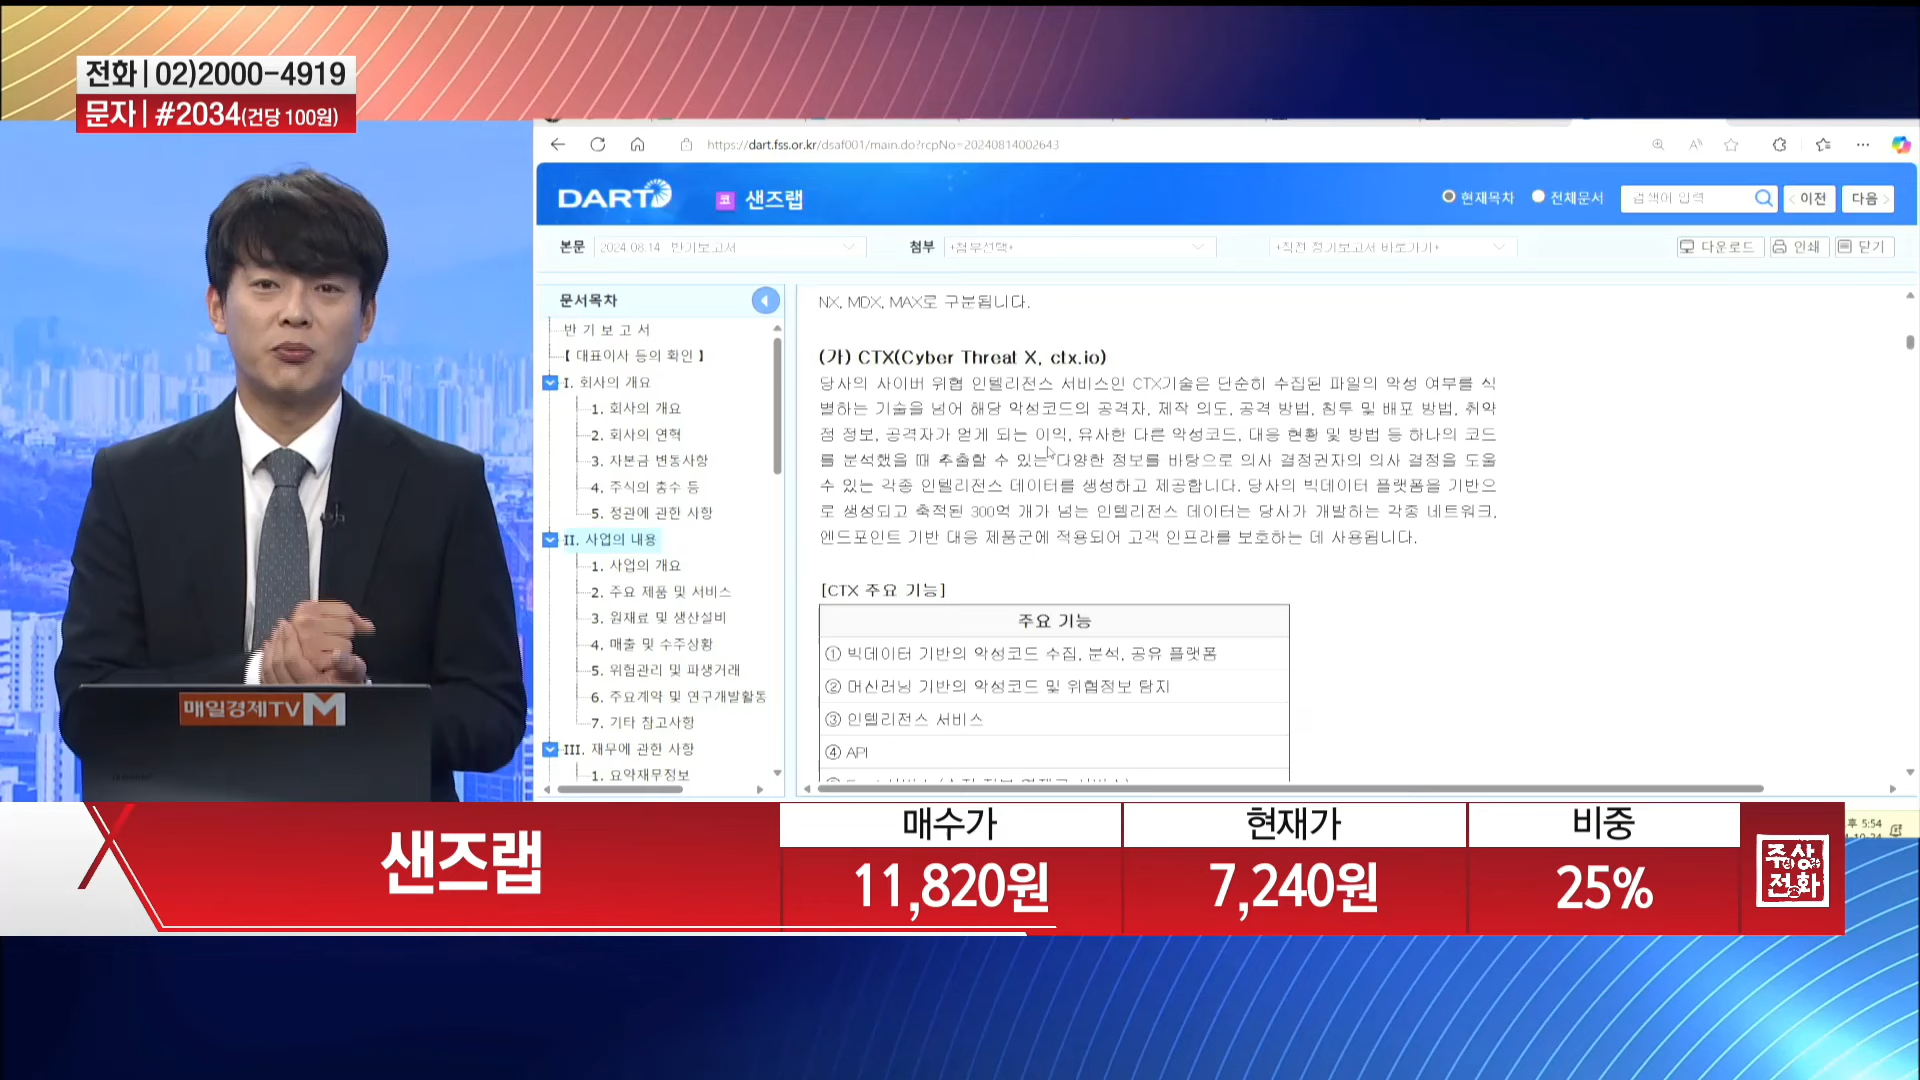 전화 | 02)2000-4919
문자 | #2034(건당 100원)
https://dart.fss.or.kr/dsaf001/main.do?rcpNo=20240814002643
DART
코 샌즈랩
현재목차
전체문서
검색어 입력
이전
다음
본문
2024.08.14 반기보고서
첨부
+첨부선택+
+직전 정기보고서 바로가기+
다운로드
인쇄
닫기
문서목차
반 기 보 고 서
【 대표이사 등의 확인 】
I. 회사의 개요
1. 회사의 개요
2. 회사의 연혁
3. 자본금 변동사항
4. 주식의 총수 등
5. 정관에 관한 사항
II. 사업의 내용
1. 사업의 개요
2. 주요 제품 및 서비스
3. 원재료 및 생산설비
4. 매출 및 수주상황
5. 위험관리 및 파생거래
6. 주요계약 및 연구개발활동
7. 기타 참고사항
III. 재무에 관한 사항
1. 요약재무정보
NX, MDX, MAX로 구분됩니다.
(가) CTX(Cyber Threat X, ctx.io)
당사의 사이버 위협 인텔리전스 서비스인 CTX기술은 단순히 수집된 파일의 악성 여부를 식
별하는 기술을 넘어 해당 악성코드의 공격자, 제작 의도, 공격 방법, 침투 및 배포 방법, 취약
점 정보, 공격자가 얻게 되는 이익, 유사한 다른 악성코드, 대응 현황 및 방법 등 하나의 코드
를 분석했을 때 추출할 수 있는 다양한 정보를 바탕으로 의사 결정권자의 의사 결정을 도울
수 있는 각종 인텔리전스 데이터를 생성하고 제공합니다. 당사의 빅데이터 플랫폼을 기반으
로 생성되고 축적된 300억 개가 넘는 인텔리전스 데이터는 당사가 개발하는 각종 네트워크,
엔드포인트 기반 대응 제품군에 적용되어 고객 인프라를 보호하는 데 사용됩니다.
[CTX 주요 기능]
주요 기능
① 빅데이터 기반의 악성코드 수집, 분석, 공유 플랫폼
② 머신러닝 기반의 악성코드 및 위협정보 탐지
③ 인텔리전스 서비스
④ API
매일경제TV M
샌즈랩
매수가
11,820원
현재가
7,240원
비중
25%
후 5:54
주상
전화